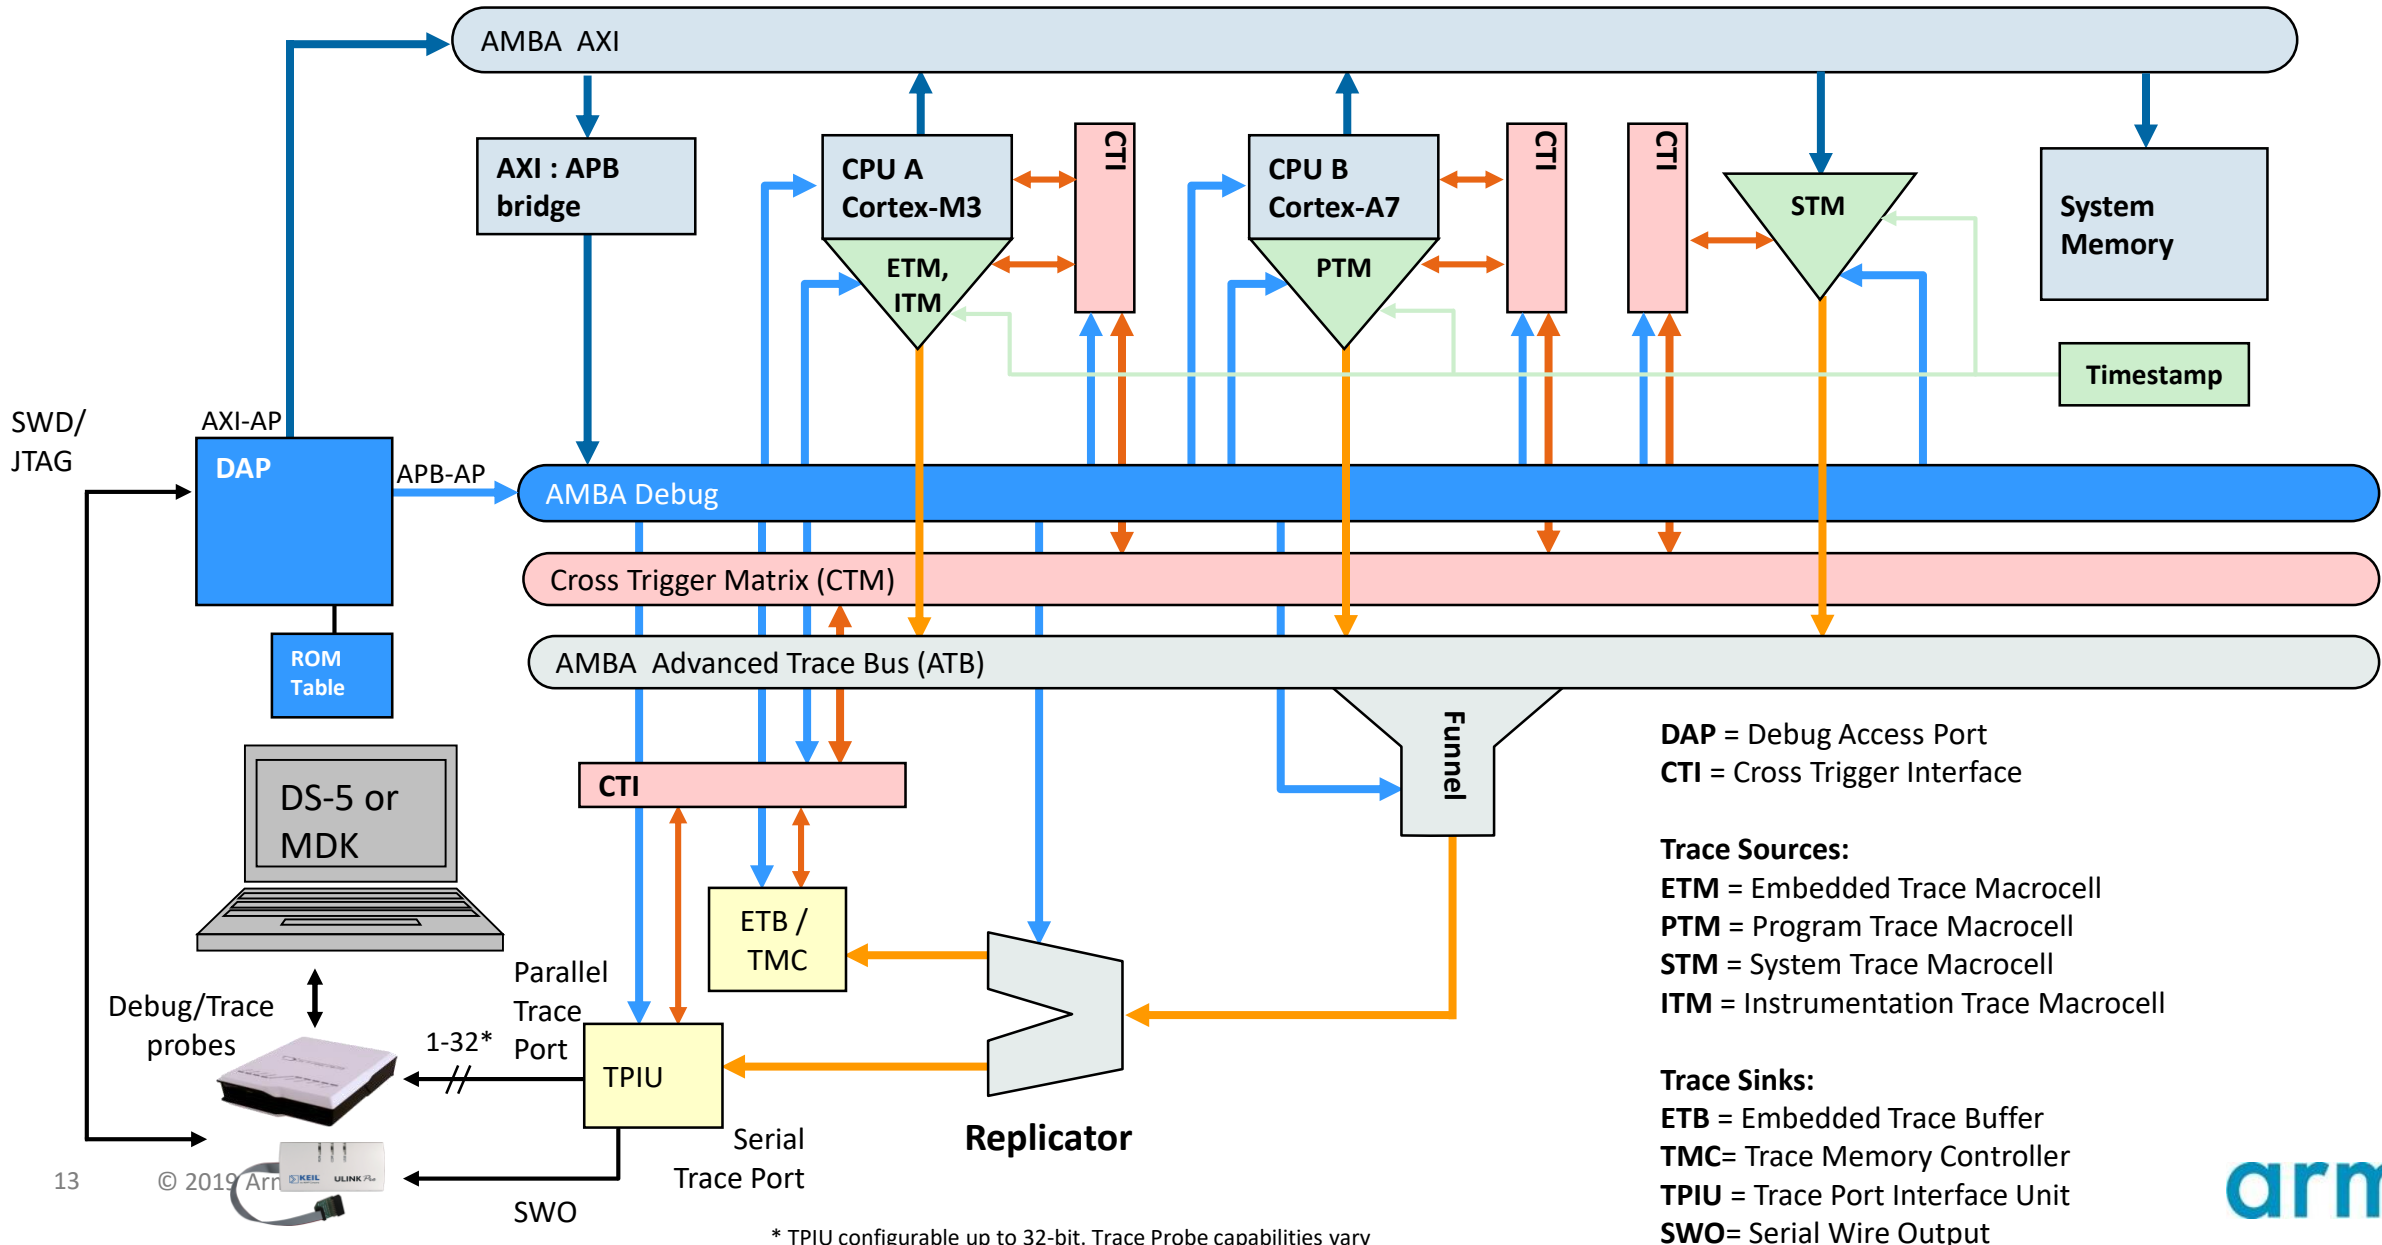 AMBA  AXI
AXI : APB
bridge
CPU A
Cortex-M3
CTI
CPU B
Cortex-A7
CTI
CTI
STM
System
Memory
ETM,
ITM
PTM
Timestamp
SWD/
JTAG
AXI-AP
DAP
APB-AP
AMBA Debug
Cross Trigger Matrix (CTM)
ROM
Table
AMBA  Advanced Trace Bus (ATB)
Funnel
DAP = Debug Access Port
CTI = Cross Trigger Interface
CTI
DS-5 or
MDK
Trace Sources:
ETM = Embedded Trace Macrocell
PTM = Program Trace Macrocell
STM = System Trace Macrocell
ITM = Instrumentation Trace Macrocell
ETB /
TMC
Parallel
Trace
Port
Debug/Trace
probes
1-32*
TPIU
Trace Sinks:
ETB = Embedded Trace Buffer
TMC= Trace Memory Controller
TPIU = Trace Port Interface Unit
SWO= Serial Wire Output
Replicator
Serial
Trace Port
SWO
13
© 2019 Arm
KEIL
ULINK Plus
* TPIU configurable up to 32-bit. Trace Probe capabilities vary
arm